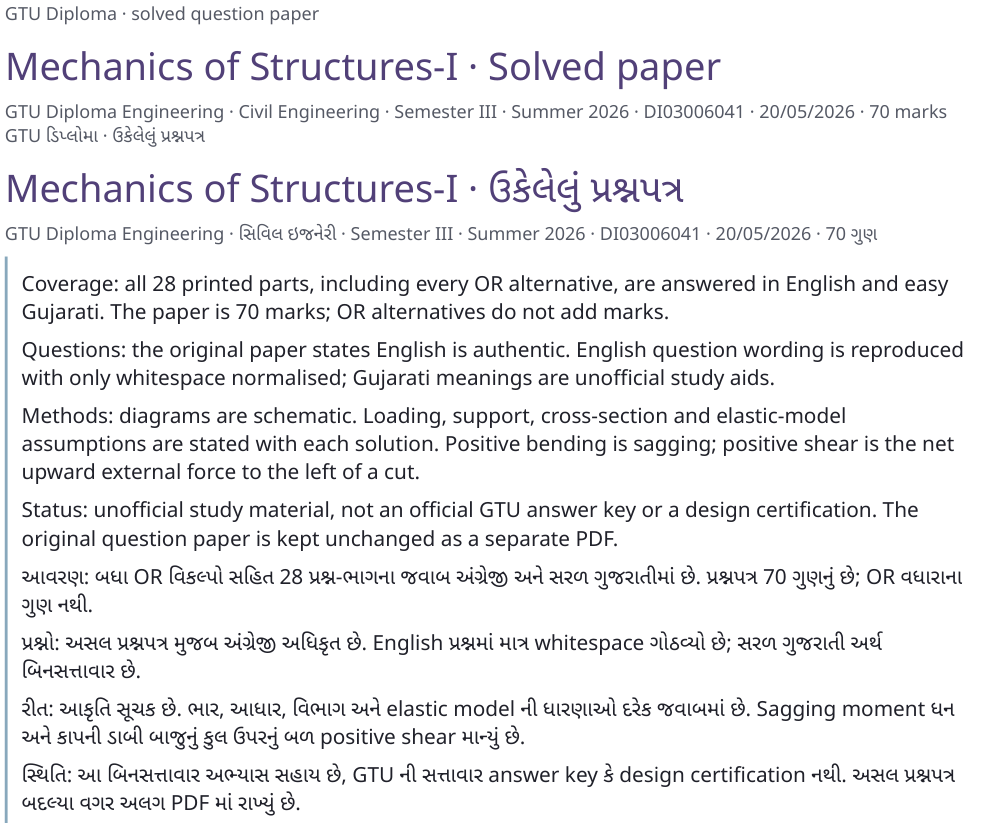 GTU Diploma · solved question paper
Mechanics of Structures-I · Solved paper
GTU Diploma Engineering · Civil Engineering · Semester III · Summer 2026 · DI03006041 · 20/05/2026 · 70 marks
GTU ડિપ્લોમા · ઉકેલેલું પ્રશ્નપત્ર
Mechanics of Structures-I · ઉકેલેલું પ્રશ્નપત્ર
GTU Diploma Engineering · સિવિલ ઇજનેરી · Semester III · Summer 2026 · DI03006041 · 20/05/2026 · 70 ગુણ
Coverage: all 28 printed parts, including every OR alternative, are answered in English and easy
Gujarati. The paper is 70 marks; OR alternatives do not add marks.
Questions: the original paper states English is authentic. English question wording is reproduced
with only whitespace normalised; Gujarati meanings are unofficial study aids.
Methods: diagrams are schematic. Loading, support, cross-section and elastic-model
assumptions are stated with each solution. Positive bending is sagging; positive shear is the net
upward external force to the left of a cut.
Status: unofficial study material, not an official GTU answer key or a design certification. The
original question paper is kept unchanged as a separate PDF.
આવરણ: બધા OR વિકલ્પો સહિત 28 પ્રશ્ન-ભાગના જવાબ અંગ્રેજી અને સરળ ગુજરાતીમાં છે. પ્રશ્નપત્ર 70 ગુણનું છે; OR વધારાના
ગુણ નથી.
પ્રશ્નો: અસલ પ્રશ્નપત્ર મુજબ અંગ્રેજી અધિકૃત છે. English પ્રશ્નમાં માત્ર whitespace ગોઠવ્યો છે; સરળ ગુજરાતી અર્થ
બિનસત્તાવાર છે.
રીત: આકૃતિ સૂચક છે. ભાર, આધાર, વિભાગ અને elastic model ની ધારણાઓ દરેક જવાબમાં છે. Sagging moment ધન
અને કાપની ડાબી બાજુનું કુલ ઉપરનું બળ positive shear માન્યું છે.
સ્થિતિ: આ બિનસત્તાવાર અભ્યાસ સહાય છે, GTU ની સત્તાવાર answer key કે design certification નથી. અસલ પ્રશ્નપત્ર
બદલ્યા વગર અલગ PDF માં રાખ્યું છે.